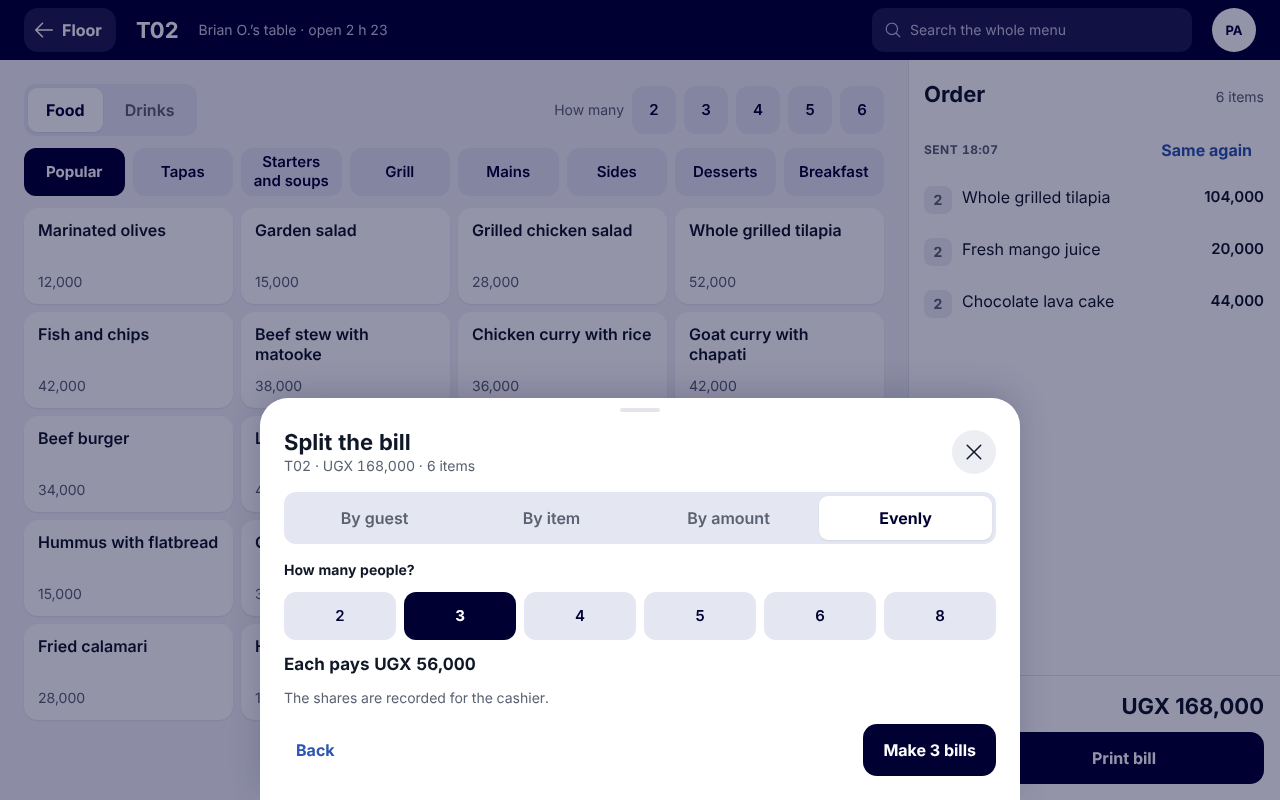 Floor
T02
Brian O.'s table · open 2 h 23
Search the whole menu
PA
Food
Drinks
How many
2
3
4
5
6
Popular
Tapas
Starters
and soups
Grill
Mains
Sides
Desserts
Breakfast
Marinated olives
12,000
Garden salad
15,000
Grilled chicken salad
28,000
Whole grilled tilapia
52,000
Fish and chips
42,000
Beef stew with
matooke
38,000
Chicken curry with rice
36,000
Goat curry with
chapati
42,000
Beef burger
34,000
Hummus with flatbread
15,000
Fried calamari
28,000
Order
6 items
SENT 18:07
Same again
2 Whole grilled tilapia 104,000
2 Fresh mango juice 20,000
2 Chocolate lava cake 44,000
UGX 168,000
Print bill
Split the bill
T02 · UGX 168,000 · 6 items
By guest
By item
By amount
Evenly
How many people?
2
3
4
5
6
8
Each pays UGX 56,000
The shares are recorded for the cashier.
Back
Make 3 bills